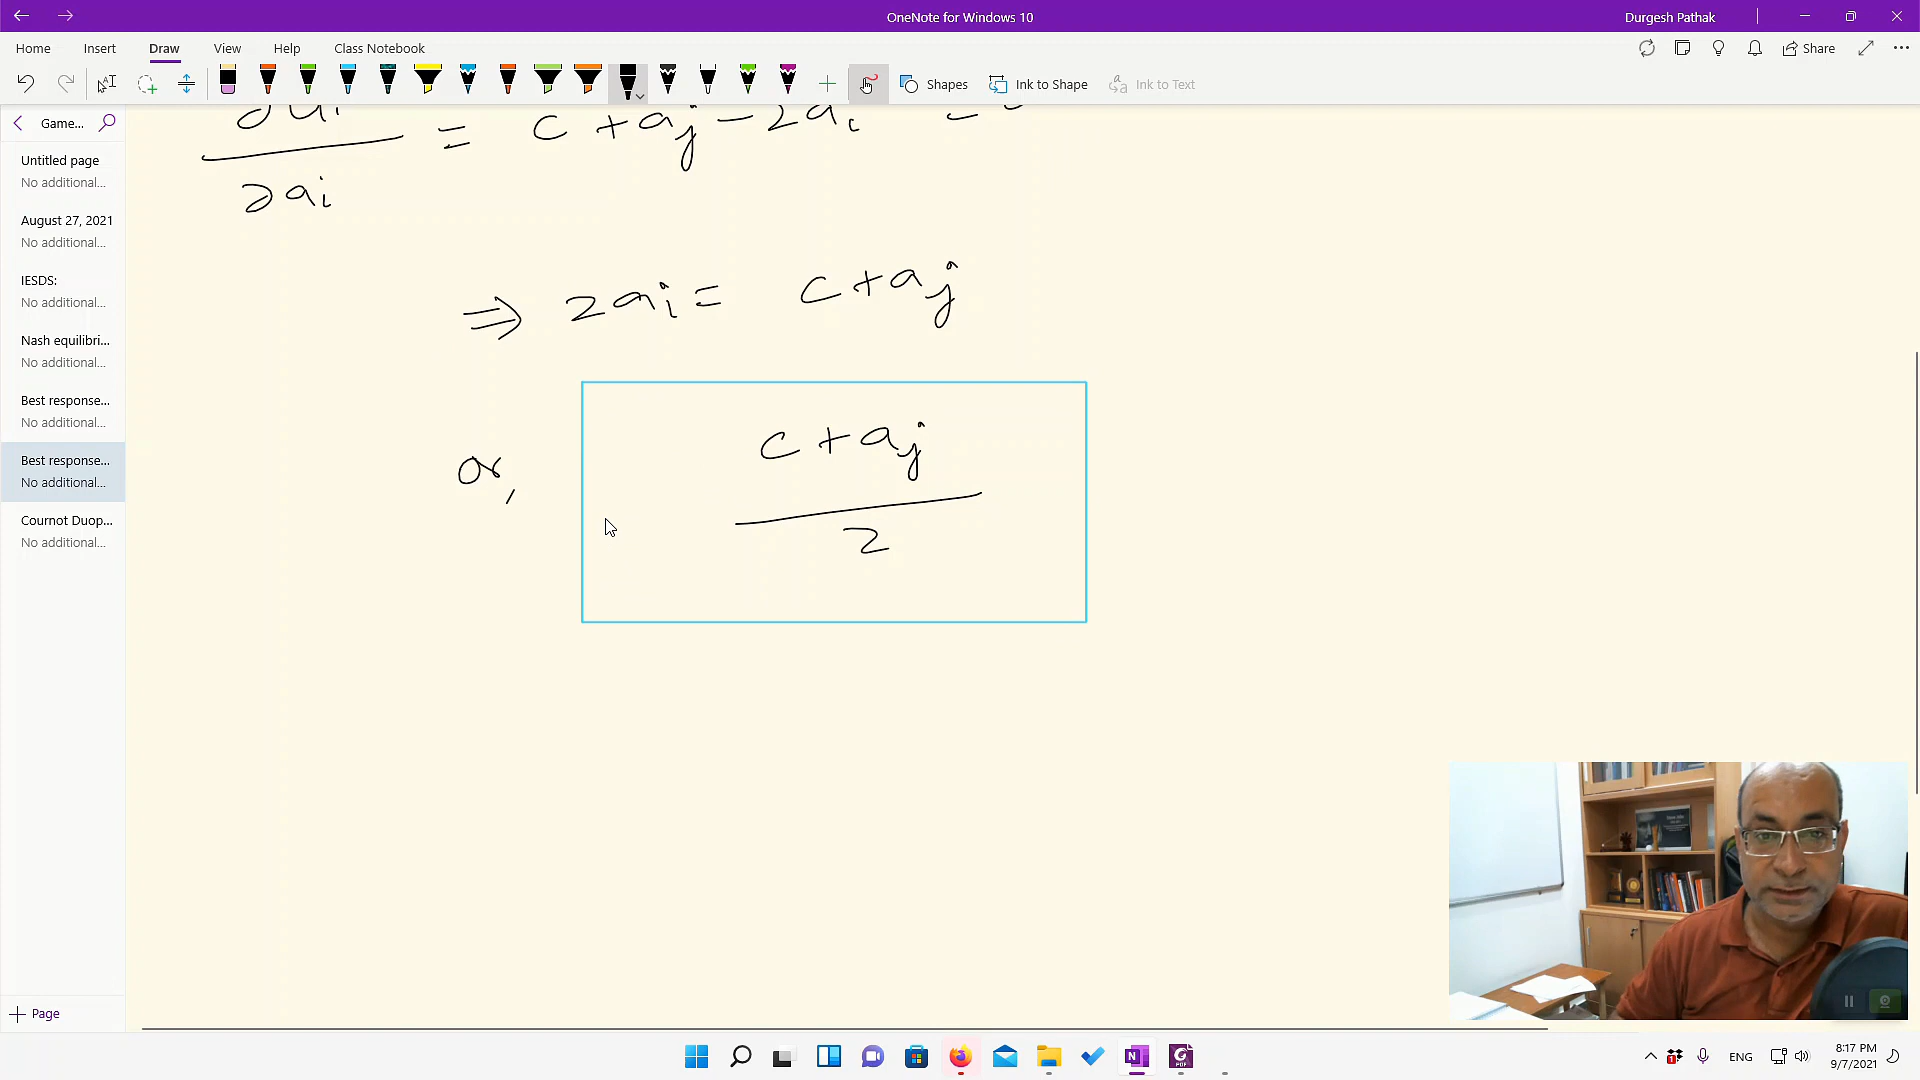 OneNote for Windows 10
Durgesh Pathak
Home Insert Draw View Help Class Notebook
Share
Shapes Ink to Shape Ink to Text
Game...
Untitled page
No additional...
August 27, 2021
No additional...
IESDS:
No additional...
Nash equilibri...
No additional...
Best response...
No additional...
Best response...
No additional...
Cournot Duop...
No additional...
Page
∂ui
= c + aj − 2ai =
∂ai
⇒ 2ai = c + aj
or,
c + aj
2
ENG
8:17 PM
9/7/2021